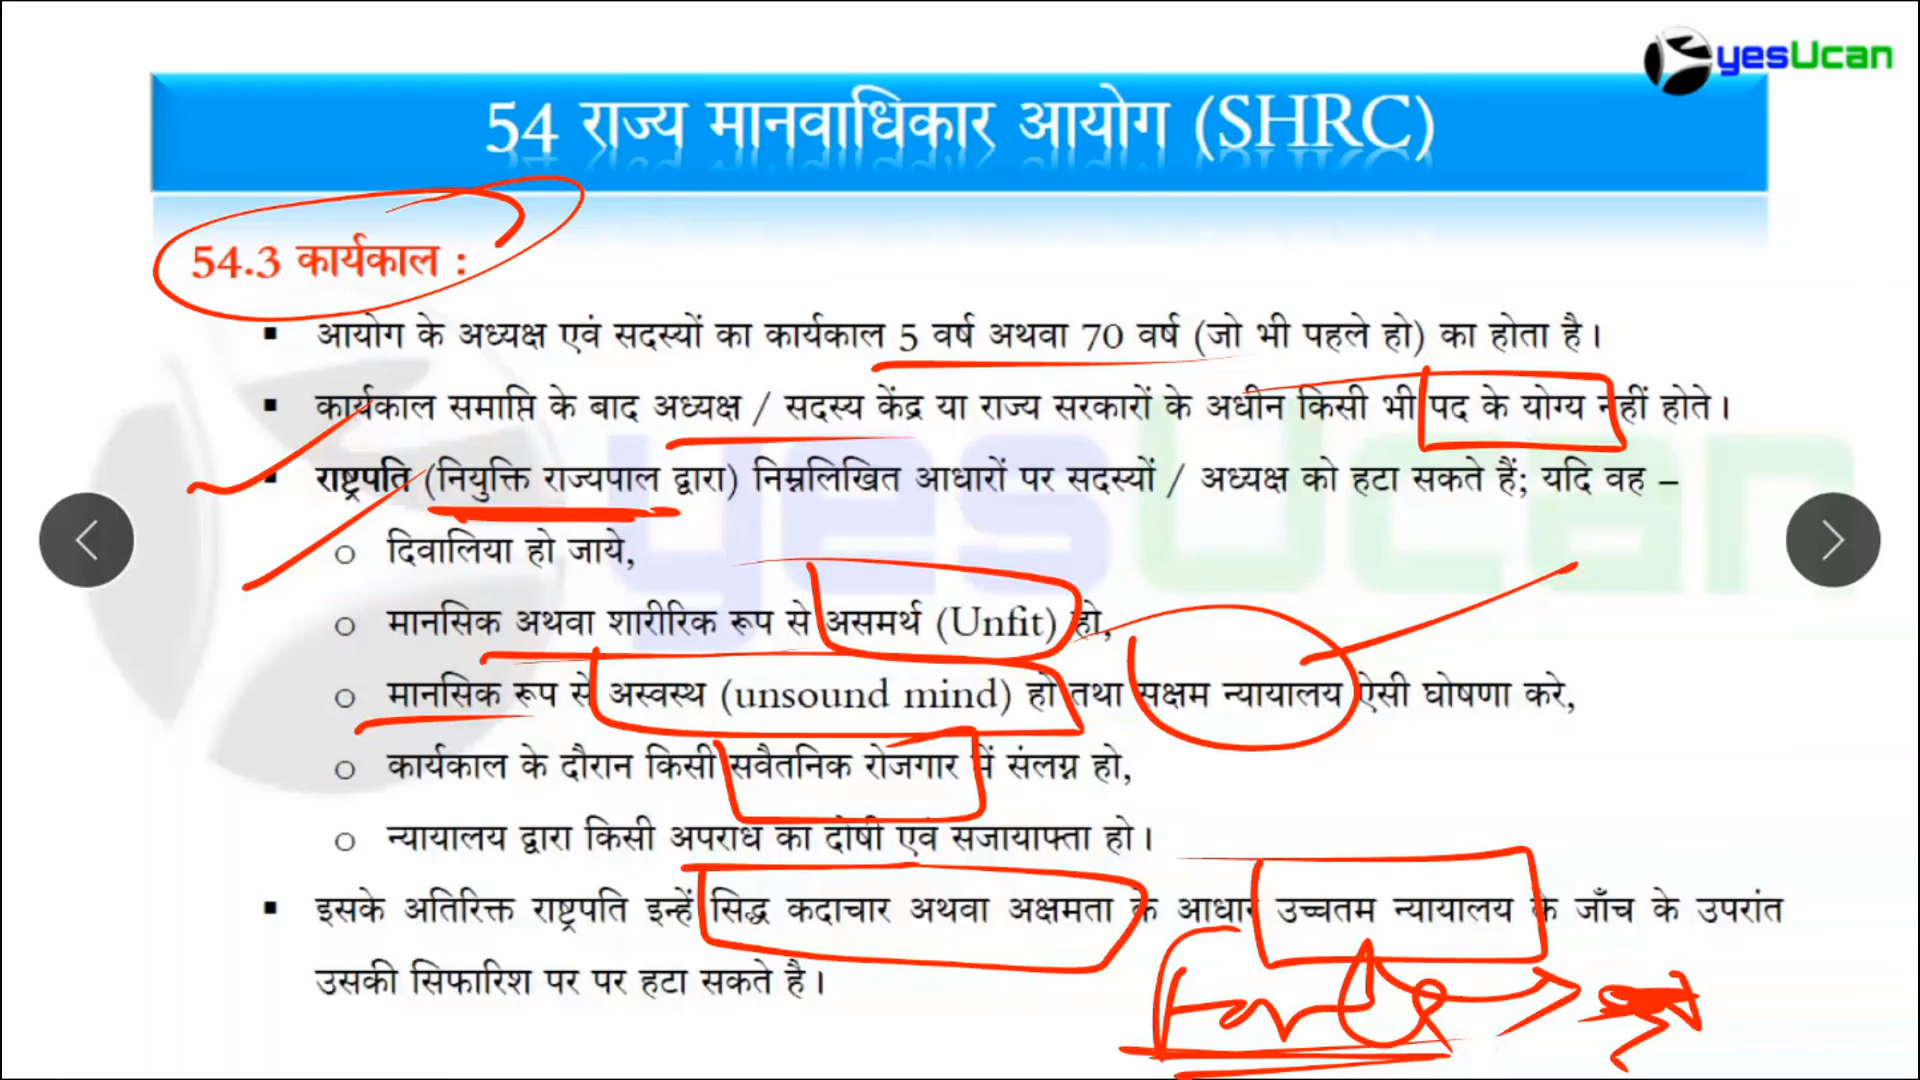 yesUcan
54 राज्य मानवाधिकार आयोग (SHRC)
54.3 कार्यकाल :
▪ आयोग के अध्यक्ष एवं सदस्यों का कार्यकाल 5 वर्ष अथवा 70 वर्ष (जो भी पहले हो) का होता है।
▪ कार्यकाल समाप्ति के बाद अध्यक्ष / सदस्य केंद्र या राज्य सरकारों के अधीन किसी भी पद के योग्य नहीं होते।
▪ राष्ट्रपति (नियुक्ति राज्यपाल द्वारा) निम्नलिखित आधारों पर सदस्यों / अध्यक्ष को हटा सकते हैं; यदि वह –
o दिवालिया हो जाये,
o मानसिक अथवा शारीरिक रूप से असमर्थ (Unfit) हो,
o मानसिक रूप से अस्वस्थ (unsound mind) हो तथा सक्षम न्यायालय ऐसी घोषणा करे,
o कार्यकाल के दौरान किसी सवैतनिक रोजगार में संलग्न हो,
o न्यायालय द्वारा किसी अपराध का दोषी एवं सजायाफ्ता हो।
▪ इसके अतिरिक्त राष्ट्रपति इन्हें सिद्ध कदाचार अथवा अक्षमता के आधार उच्चतम न्यायालय के जाँच के उपरांत
उसकी सिफारिश पर पर हटा सकते है।
yesUcan